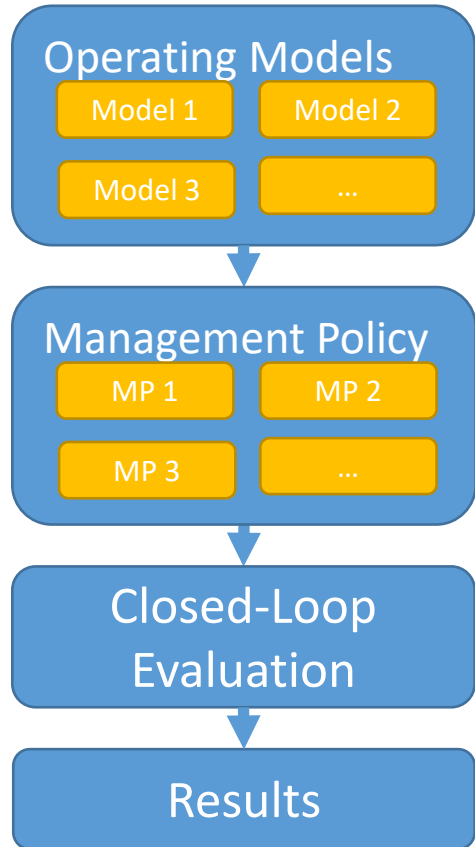 Operating Models
Model 1
Model 2
Model 3
...
Management Policy
MP 1
MP 2
MP 3
...
Closed-Loop
Evaluation
Results